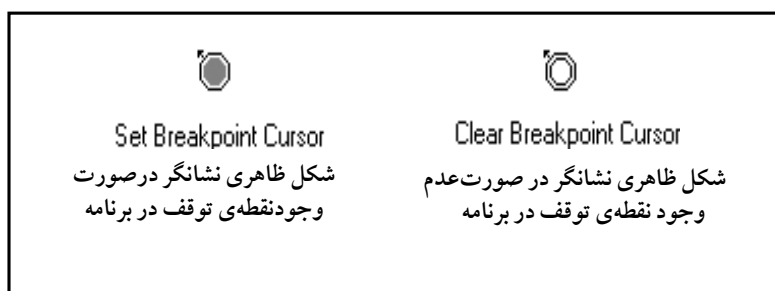 Set Breakpoint Cursor
شکل ظاهری نشانگر درصورت
وجودنقطه‌ی توقف در برنامه
Clear Breakpoint Cursor
شکل ظاهری نشانگر در صورت‌عدم
وجود نقطه‌ی توقف در برنامه